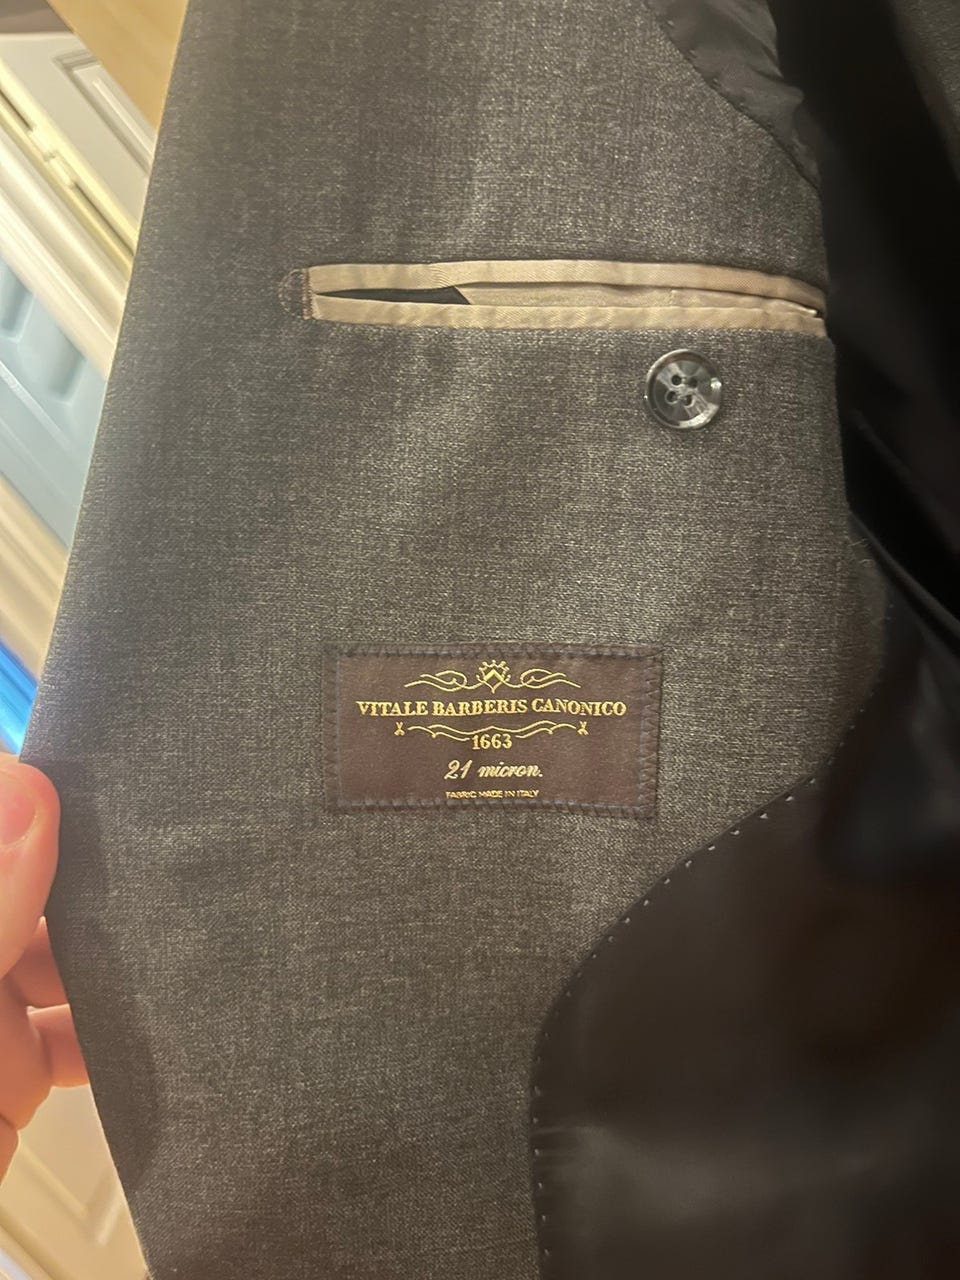 VITALE BARBERIS CANONICO
1663
21 micron.
FABRIC MADE IN ITALY